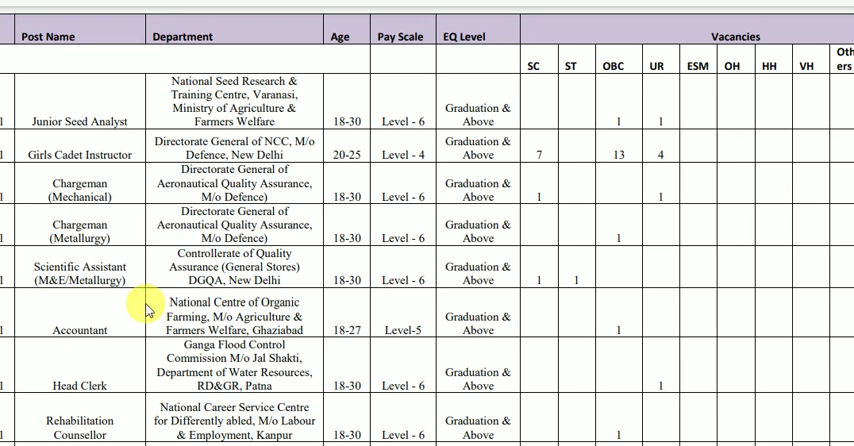 Post Name Department Age Pay Scale EQ Level Vacancies
SC ST OBC UR ESM OH HH VH Oth
ers
National Seed Research &
Training Centre, Varanasi,
Ministry of Agriculture & Graduation &
1 Junior Seed Analyst Farmers Welfare 18-30 Level - 6 Above 1 1
Directorate General of NCC, M/o Graduation &
1 Girls Cadet Instructor Defence, New Delhi 20-25 Level - 4 Above 7 13 4
Directorate General of
Chargeman Aeronautical Quality Assurance, Graduation &
1 (Mechanical) M/o Defence) 18-30 Level - 6 Above 1 1
Directorate General of
Chargeman Aeronautical Quality Assurance, Graduation &
1 (Metallurgy) M/o Defence) 18-30 Level - 6 Above 1
Controllerate of Quality
Scientific Assistant Assurance (General Stores) Graduation &
1 (M&E/Metallurgy) DGQA, New Delhi 18-30 Level - 6 Above 1 1
National Centre of Organic
Farming, M/o Agriculture & Graduation &
1 Accountant Farmers Welfare, Ghaziabad 18-27 Level-5 Above 1
Ganga Flood Control
Commission M/o Jal Shakti,
Department of Water Resources, Graduation &
1 Head Clerk RD&GR, Patna 18-30 Level - 6 Above 1
National Career Service Centre
Rehabilitation for Differently abled, M/o Labour Graduation &
1 Counsellor & Employment, Kanpur 18-30 Level - 6 Above 1